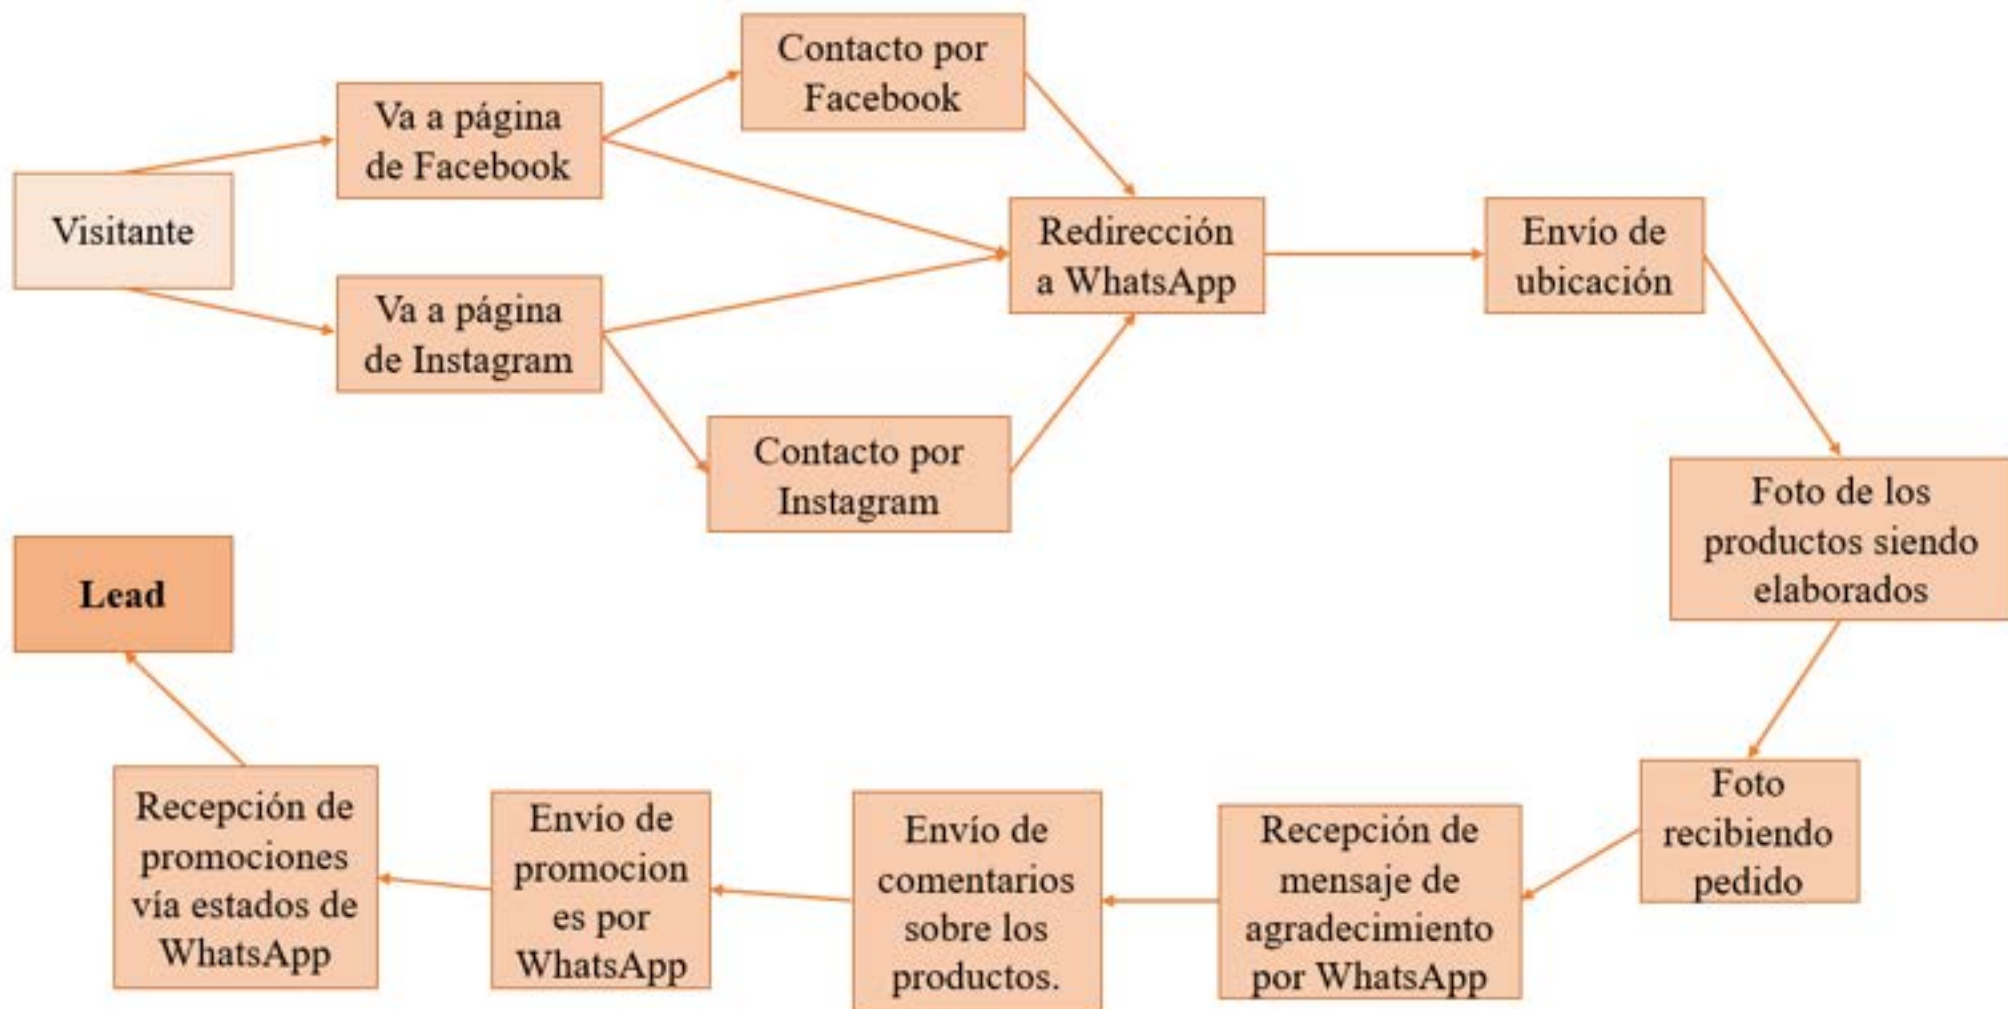 Contacto por
Facebook
Va a página
de Facebook
Visitante
Redirección
a WhatsApp
Envío de
ubicación
Va a página
de Instagram
Contacto por
Instagram
Foto de los
productos siendo
elaborados
Lead
Foto
recibiendo
pedido
Recepción de
mensaje de
agradecimiento
por WhatsApp
Envío de
comentarios
sobre los
productos.
Envío de
promocion
es por
WhatsApp
Recepción de
promociones
vía estados de
WhatsApp